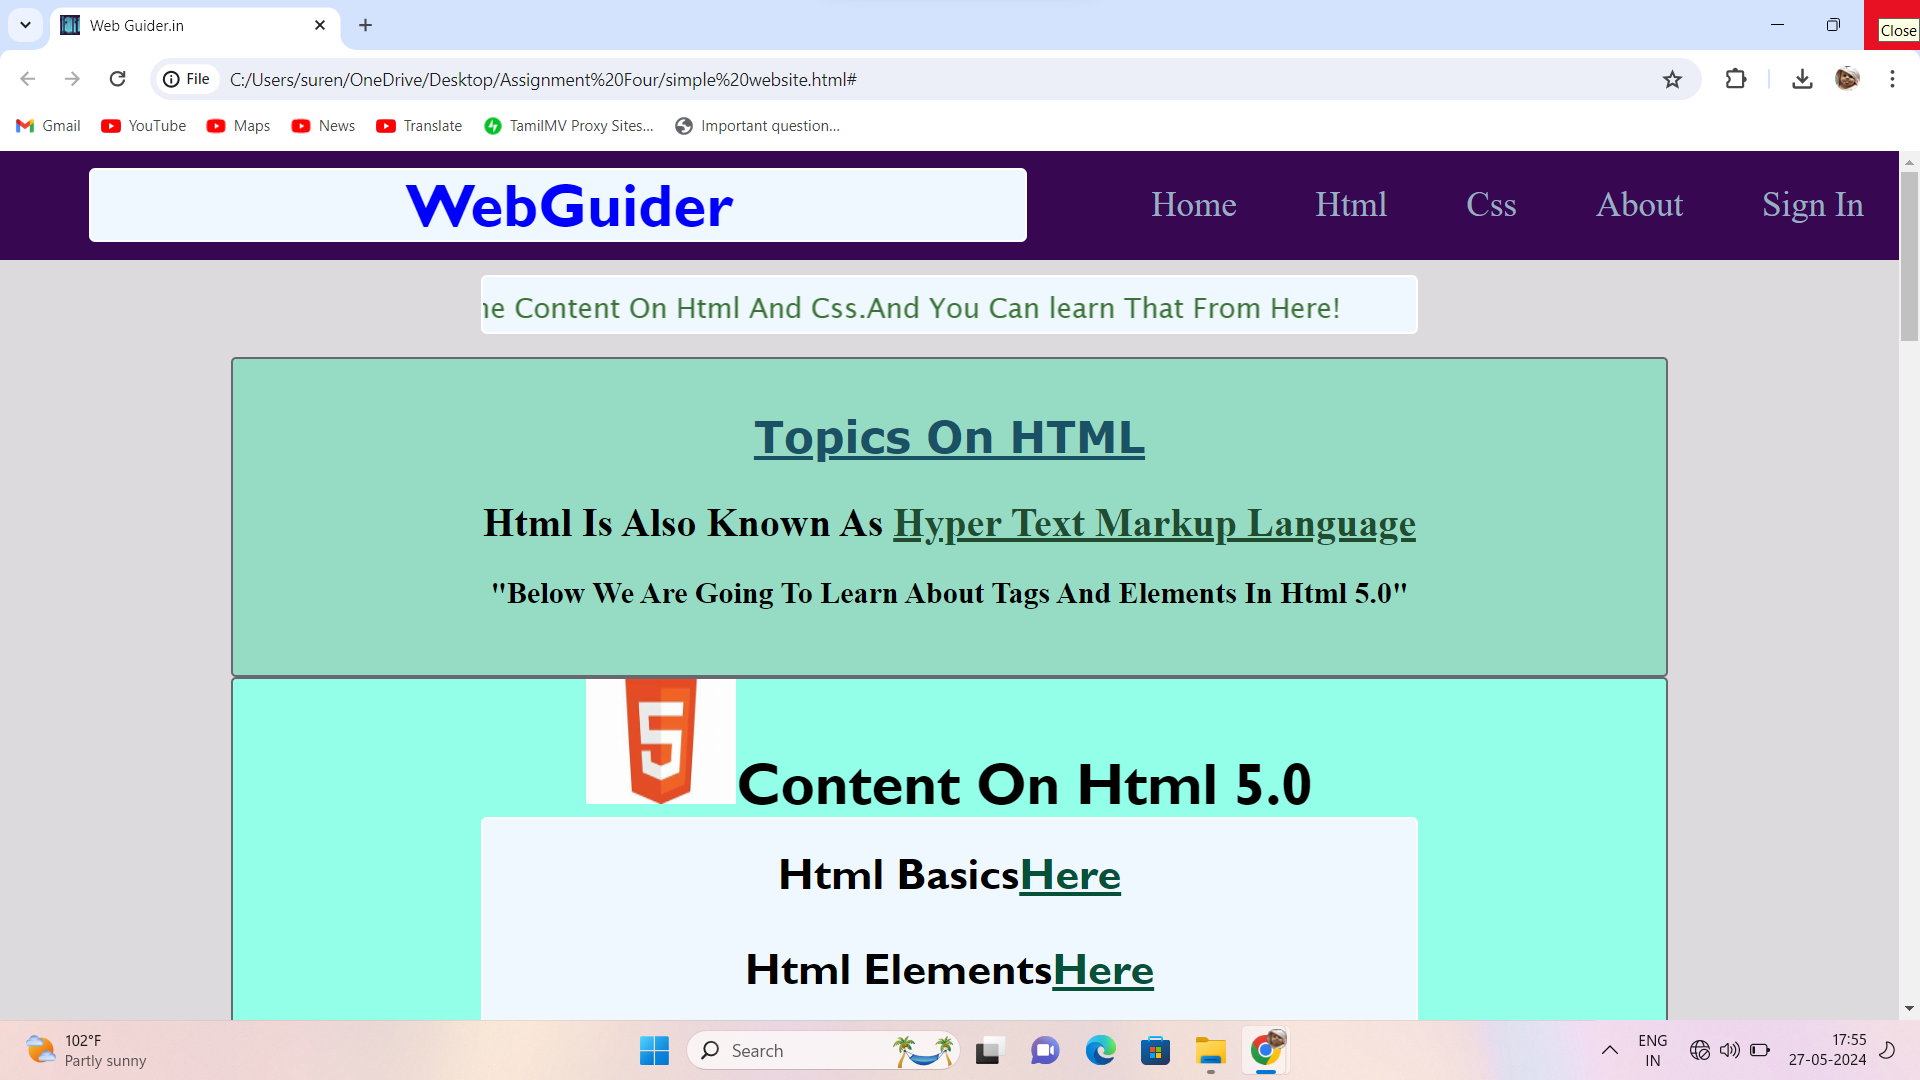 Web Guider.in
Close
File
C:/Users/suren/OneDrive/Desktop/Assignment%20Four/simple%20website.html#
Gmail
YouTube
Maps
News
Translate
TamilMV Proxy Sites...
Important question...
WebGuider
Home
Html
Css
About
Sign In
he Content On Html And Css.And You Can learn That From Here!
Topics On HTML
Html Is Also Known As Hyper Text Markup Language
"Below We Are Going To Learn About Tags And Elements In Html 5.0"
5
Content On Html 5.0
Html BasicsHere
Html ElementsHere
102°F
Partly sunny
Search
ENG
IN
17:55
27-05-2024